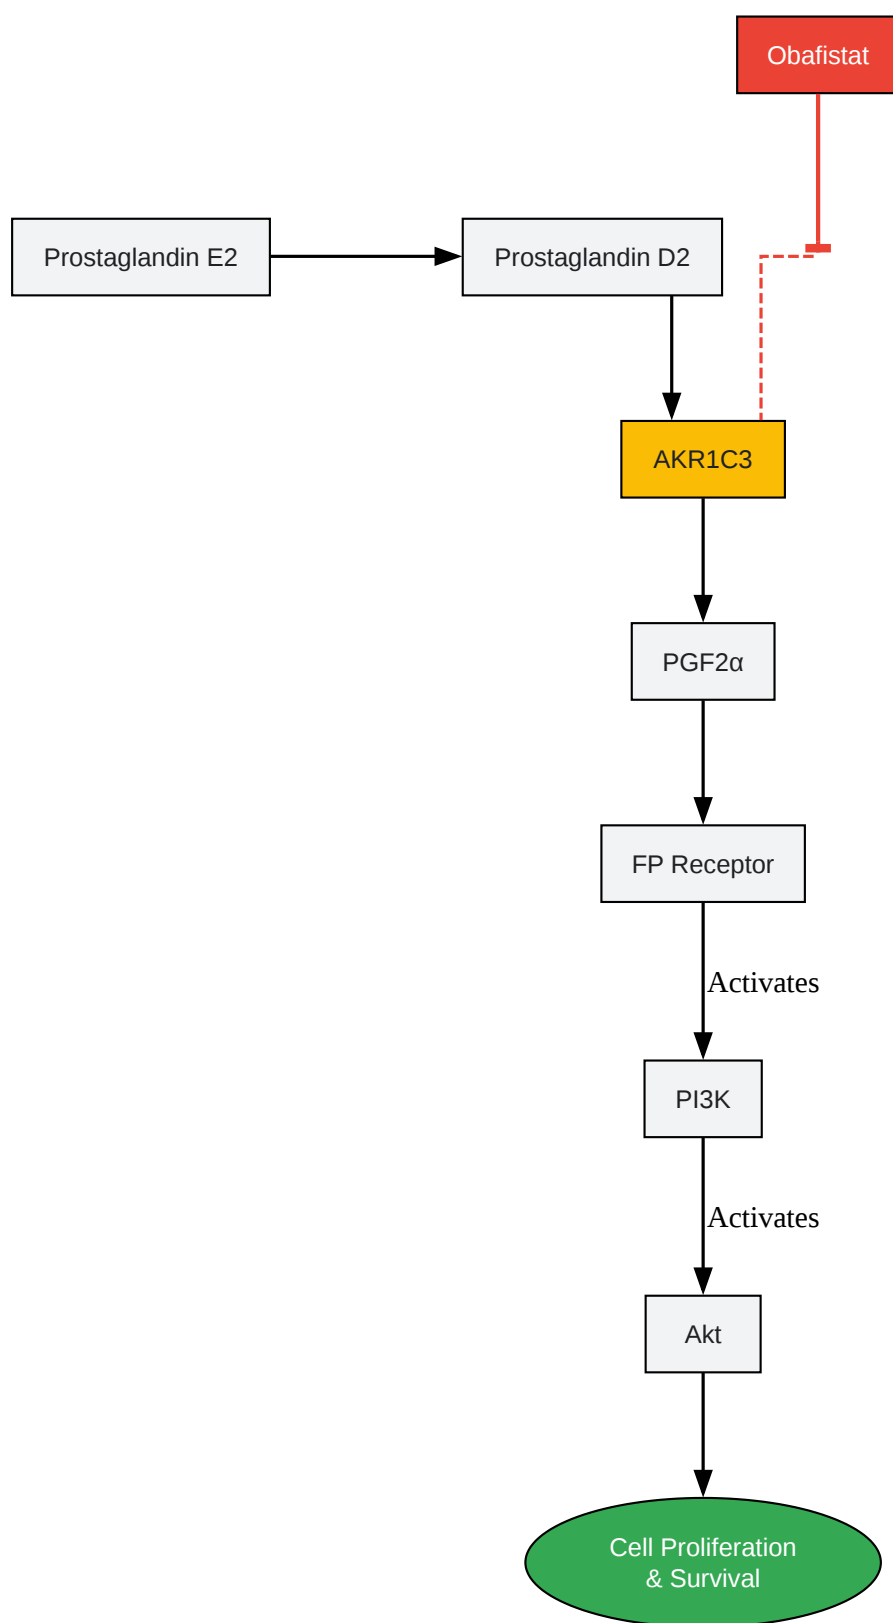 Obafistat
Prostaglandin E2
Prostaglandin D2
AKR1C3
PGF2α
FP Receptor
Activates
PI3K
Activates
Akt
Cell Proliferation
& Survival